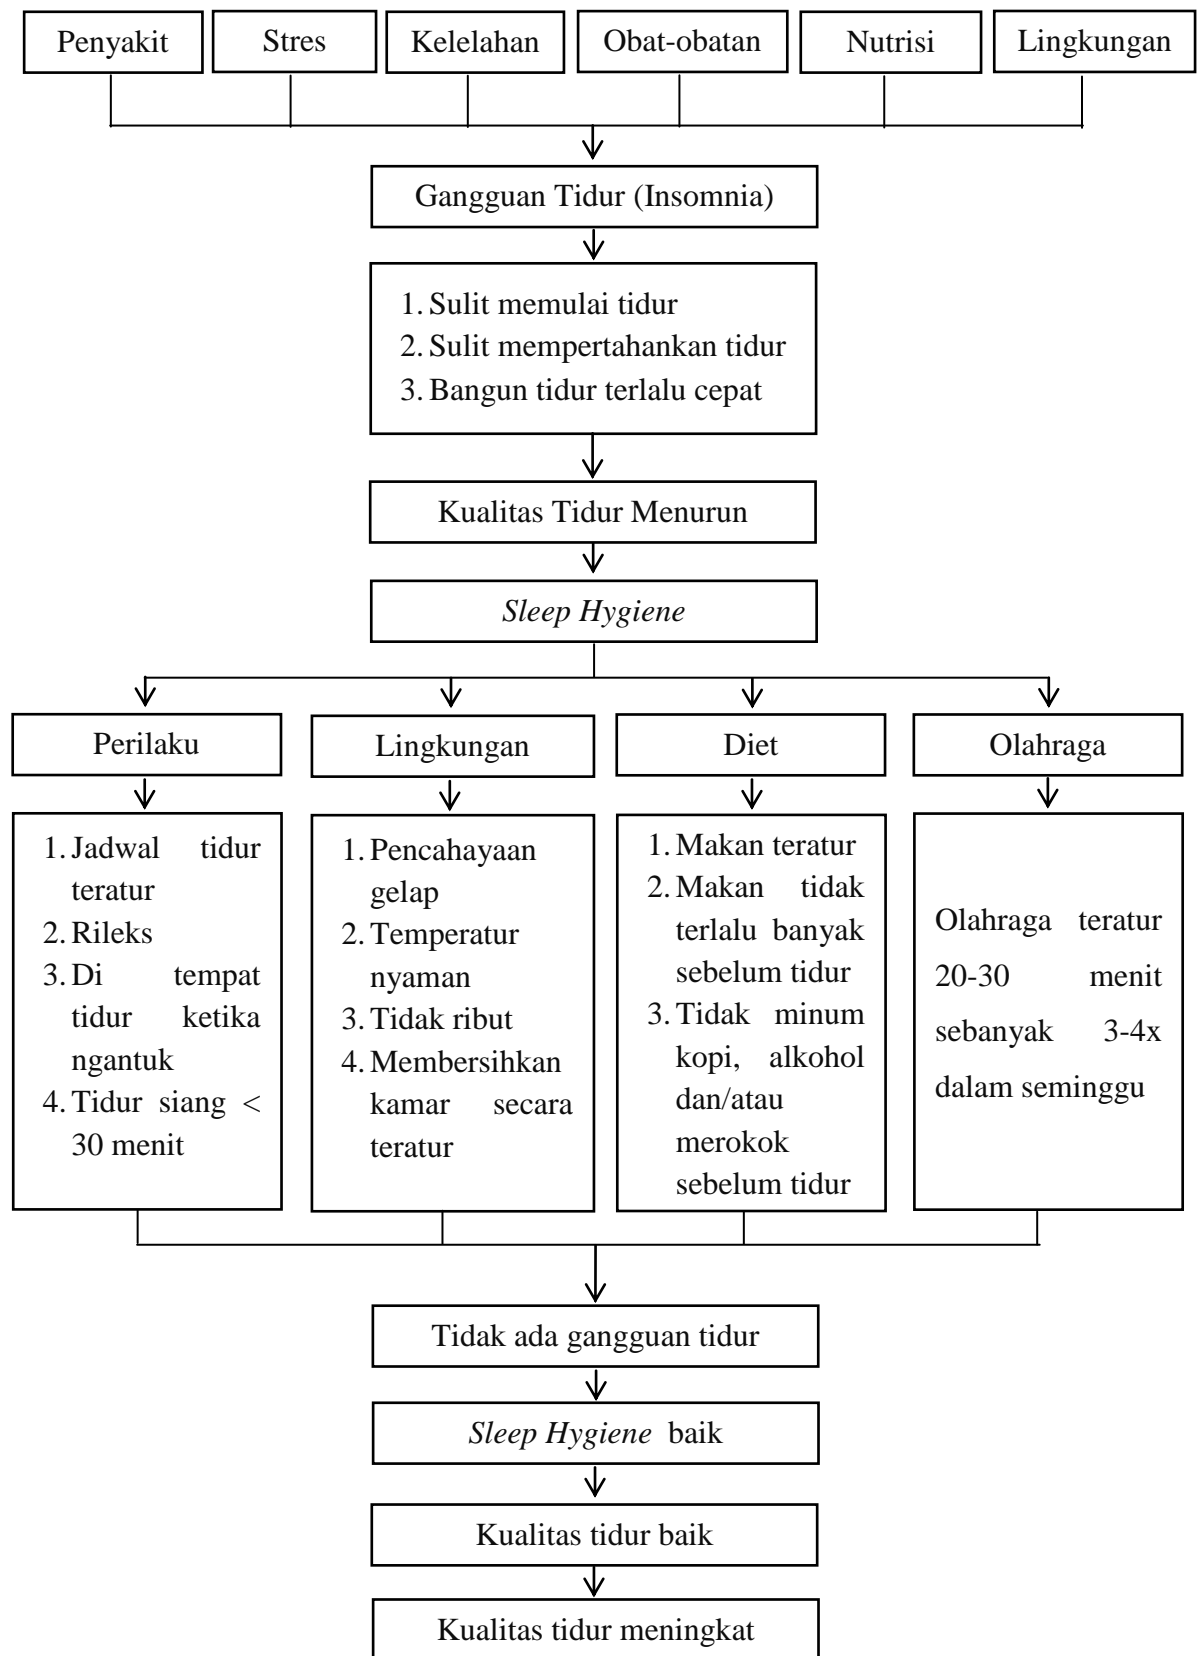 Penyakit
Stres
Kelelahan
Obat-obatan
Nutrisi
Lingkungan
Gangguan Tidur (Insomnia)
1. Sulit memulai tidur
2. Sulit mempertahankan tidur
3. Bangun tidur terlalu cepat
Kualitas Tidur Menurun
Sleep Hygiene
Perilaku
Lingkungan
Diet
Olahraga
1. Jadwal tidur
teratur
2. Rileks
3. Di tempat
tidur ketika
ngantuk
4. Tidur siang <
30 menit
1. Pencahayaan
gelap
2. Temperatur
nyaman
3. Tidak ribut
4. Membersihkan
kamar secara
teratur
1. Makan teratur
2. Makan tidak
terlalu banyak
sebelum tidur
3. Tidak minum
kopi, alkohol
dan/atau
merokok
sebelum tidur
Olahraga teratur
20-30 menit
sebanyak 3-4x
dalam seminggu
Tidak ada gangguan tidur
Sleep Hygiene baik
Kualitas tidur baik
Kualitas tidur meningkat